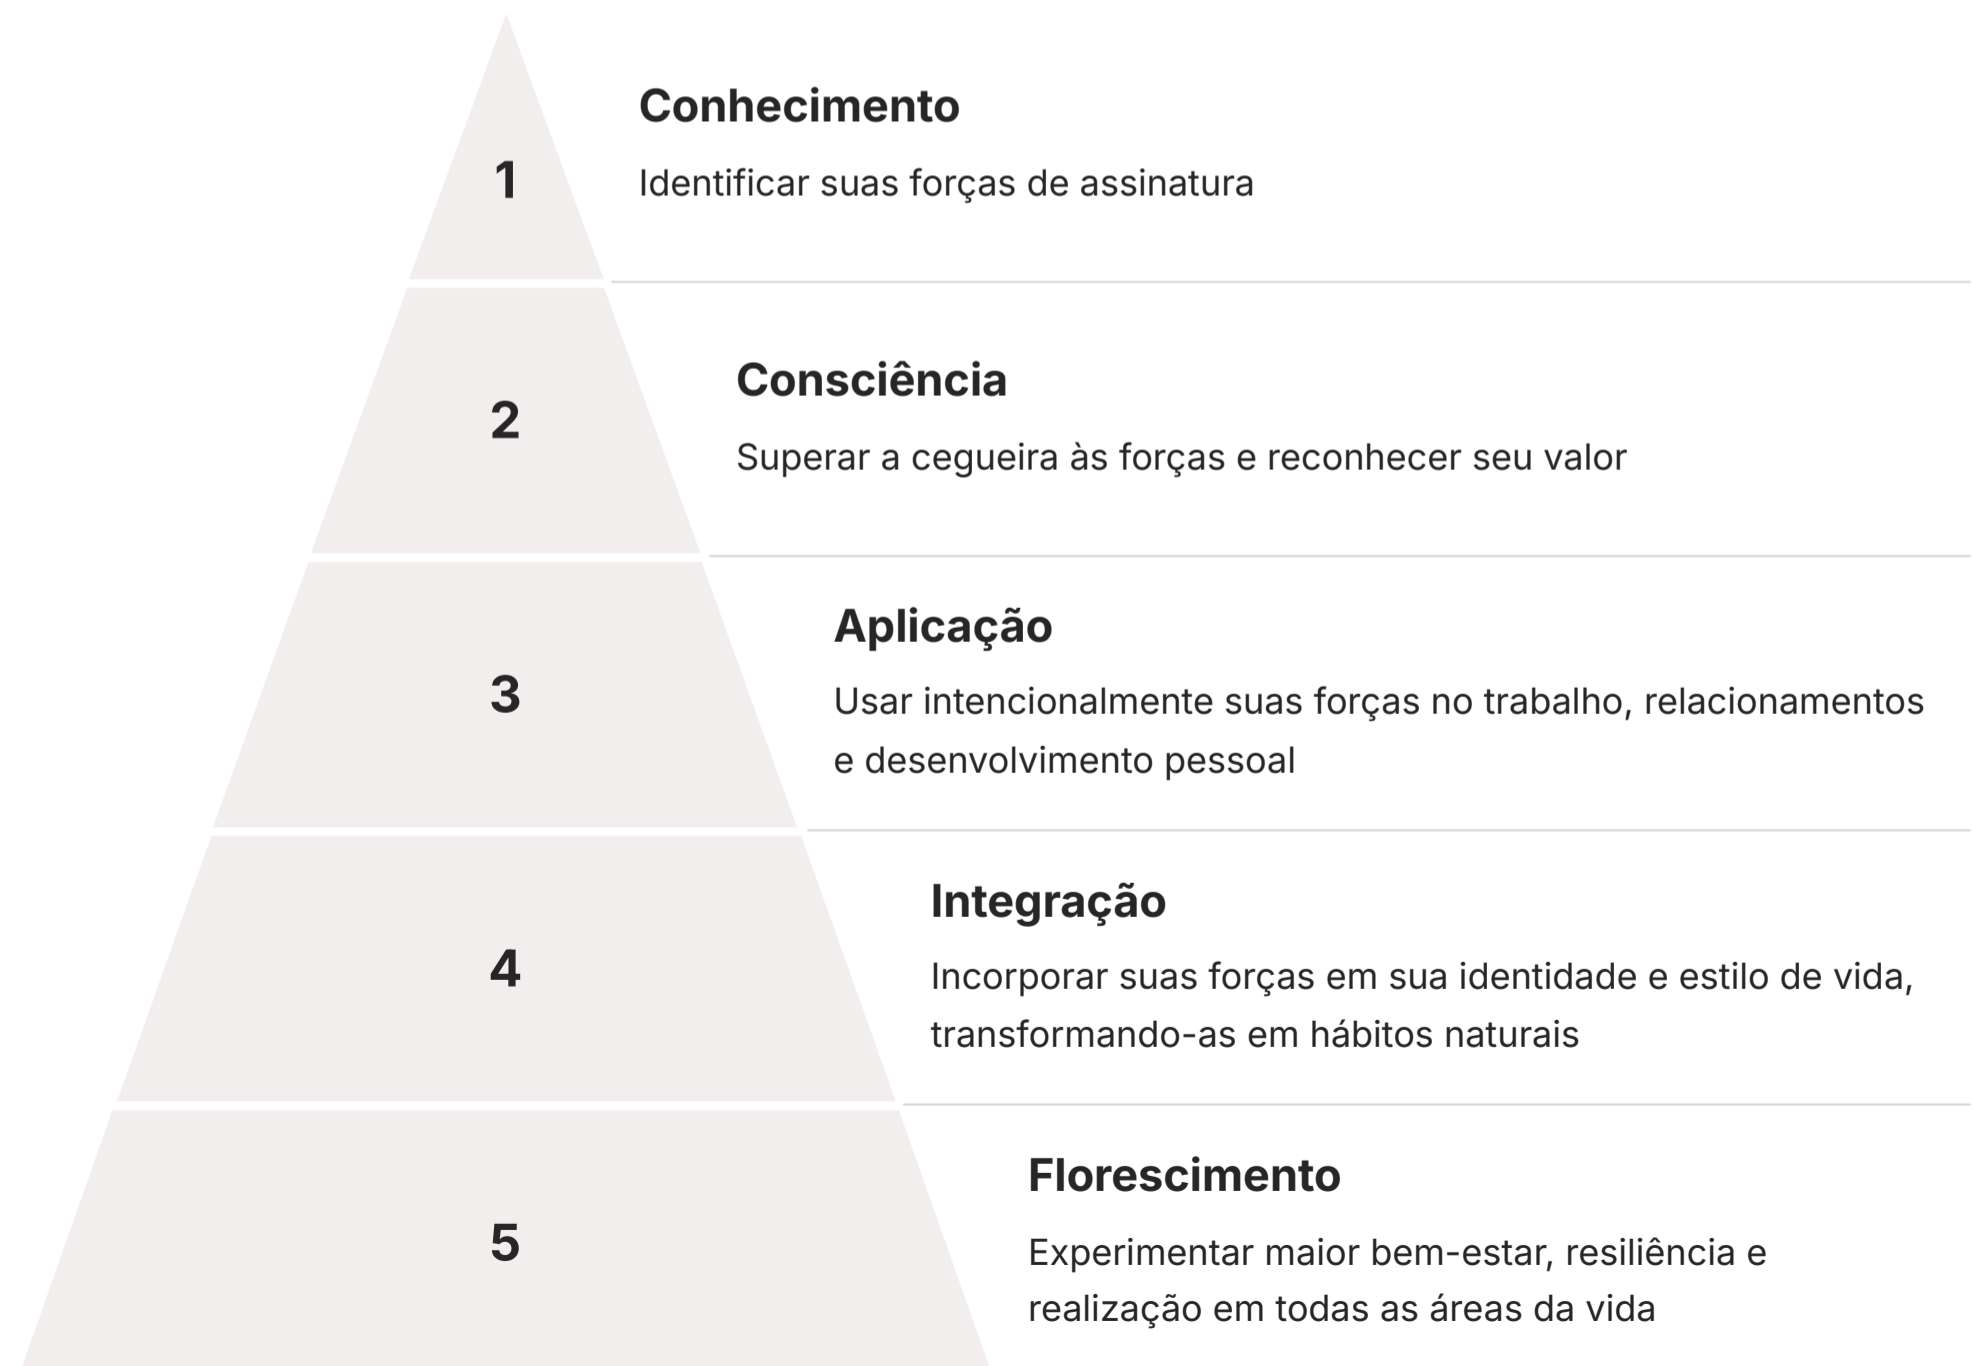 1
Conhecimento
Identificar suas forças de assinatura
2
Consciência
Superar a cegueira às forças e reconhecer seu valor
3
Aplicação
Usar intencionalmente suas forças no trabalho, relacionamentos
e desenvolvimento pessoal
4
Integração
Incorporar suas forças em sua identidade e estilo de vida,
transformando-as em hábitos naturais
5
Florescimento
Experimentar maior bem-estar, resiliência e
realização em todas as áreas da vida